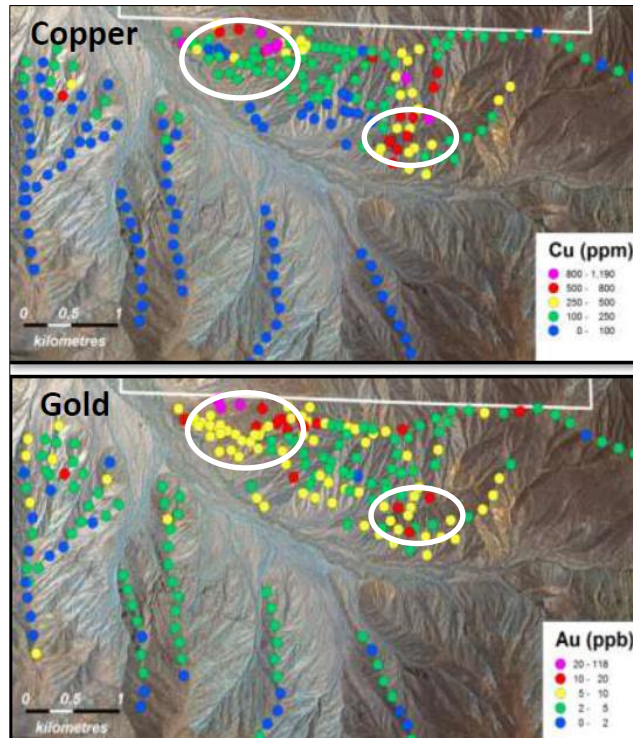 Copper
Cu (ppm)
800 - 1,190
500 - 800
250 - 500
100 - 250
0 - 100
0 0.5 1
kilometres
Gold
Au (ppb)
20 - 118
10 - 20
5 - 10
2 - 5
0 - 2
0 0.5 1
kilometres